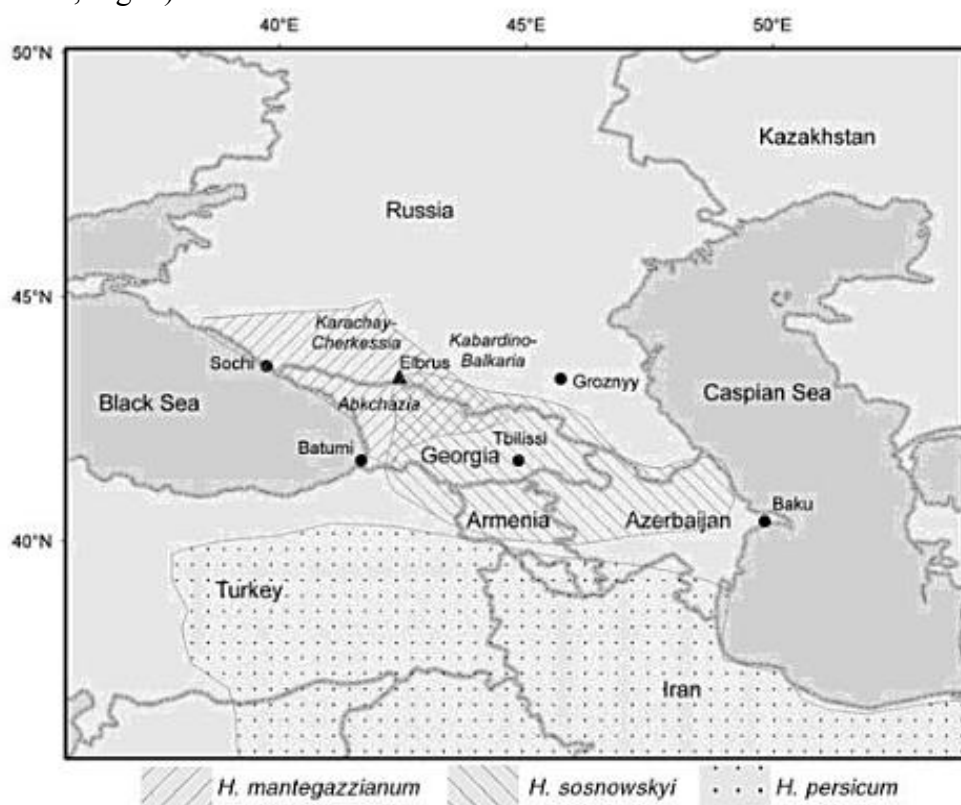 40°E 45°E 50°E
50°N
Kazakhstan
Russia
45°N
Karachay-
Cherkessia
Kabardino-
Balkaria
Sochi
Elbrus
Groznyy
Black Sea
Abkchazia
Caspian Sea
Batumi
Tbilissi
Georgia
Armenia
Azerbaijan
Baku
40°N
Turkey
Iran
H. mantegazzianum H. sosnowskyi H. persicum